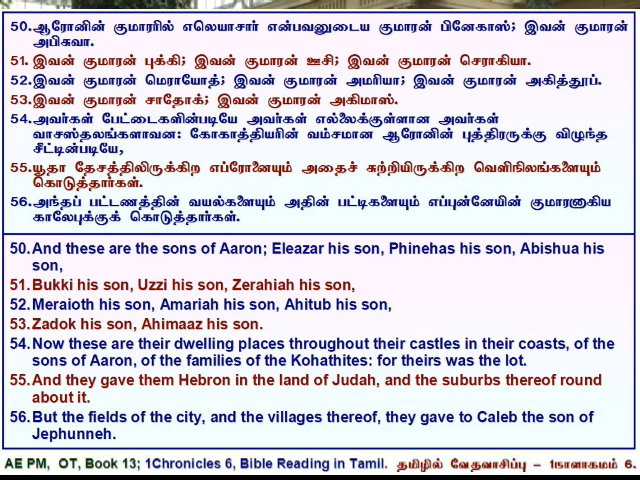 50.ஆரோனின் குமாரரில் எலெயாசார் என்பவனுடைய குமாரன் பினேகாஸ்; இவன் குமாரன்
அபிசுவா.
51. இவன் குமாரன் புக்கி; இவன் குமாரன் ஊசி; இவன் குமாரன் செராகியா.
52.இவன் குமாரன் மெராயோத்; இவன் குமாரன் அமரியா; இவன் குமாரன் அகித்தூப்.
53.இவன் குமாரன் சாதோக்; இவன் குமாரன் அகிமாஸ்.
54.அவர்கள் பேட்டைகளின்படியே அவர்கள் எல்லைக்குள்ளான அவர்கள்
வாசஸ்தலங்களாவன: கோகாத்தியரின் வம்சமான ஆரோனின் புத்திரருக்கு விழுந்த
சீட்டின்படியே,
55.யூதா தேசத்திலிருக்கிற எப்ரோனையும் அதைச் சுற்றியிருக்கிற வெளிநிலங்களையும்
கொடுத்தார்கள்.
56.அந்தப் பட்டணத்தின் வயல்களையும் அதின் பட்டிகளையும் எப்புன்னேயின் குமாரனாகிய
காலேபுக்குக் கொடுத்தார்கள்.
50.And these are the sons of Aaron; Eleazar his son, Phinehas his son, Abishua his
son,
51.Bukki his son, Uzzi his son, Zerahiah his son,
52.Meraioth his son, Amariah his son, Ahitub his son,
53.Zadok his son, Ahimaaz his son.
54.Now these are their dwelling places throughout their castles in their coasts, of the
sons of Aaron, of the families of the Kohathites: for theirs was the lot.
55.And they gave them Hebron in the land of Judah, and the suburbs thereof round
about it.
56.But the fields of the city, and the villages thereof, they gave to Caleb the son of
Jephunneh.
AE PM, OT, Book 13; 1Chronicles 6, Bible Reading in Tamil. தமிழில் வேதவாசிப்பு – 1நாளாகமம் 6.